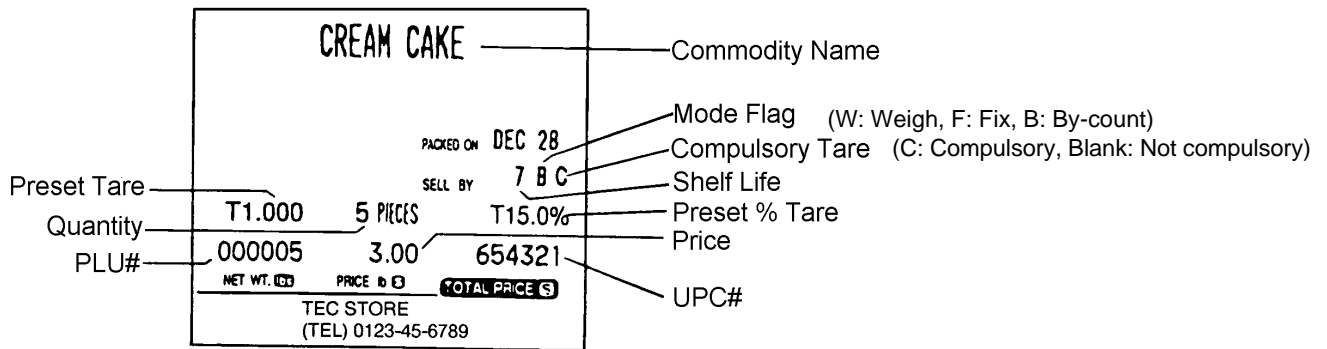 CREAM CAKE
Commodity Name
Mode Flag (W: Weigh, F: Fix, B: By-count)
PACKED ON DEC 28
Compulsory Tare (C: Compulsory, Blank: Not compulsory)
SELL BY 7 B C
Shelf Life
Preset Tare
T1.000 5 PIECES T15.0%
Preset % Tare
Quantity
Price
PLU#
000005 3.00 654321
NET WT. PRICE lb $ TOTAL PRICE $
UPC#
TEC STORE
(TEL) 0123-45-6789